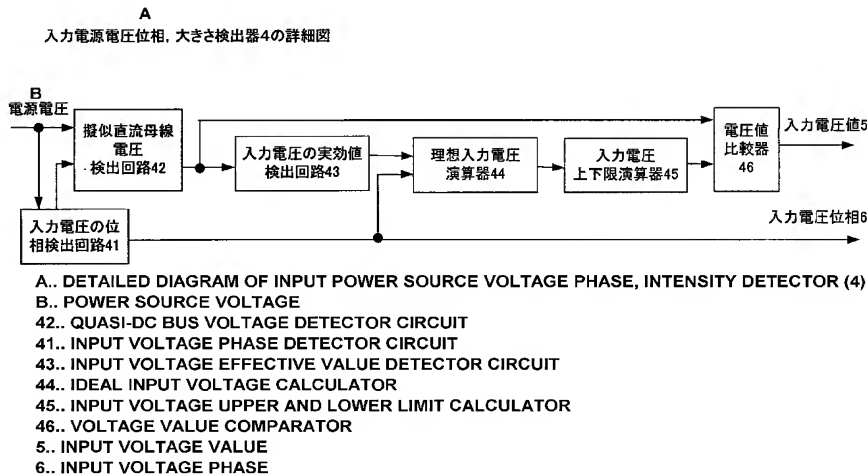 A
入力電源電圧位相, 大きさ検出器4の詳細図
B
電源電圧
擬似直流母線
電圧
検出回路42
入力電圧の実効値
検出回路43
理想入力電圧
演算器44
入力電圧
上下限演算器45
電圧値
比較器
46
入力電圧値5
入力電圧の位
相検出回路41
入力電圧位相6
A.. DETAILED DIAGRAM OF INPUT POWER SOURCE VOLTAGE PHASE, INTENSITY DETECTOR (4)
B.. POWER SOURCE VOLTAGE
42.. QUASI-DC BUS VOLTAGE DETECTOR CIRCUIT
41.. INPUT VOLTAGE PHASE DETECTOR CIRCUIT
43.. INPUT VOLTAGE EFFECTIVE VALUE DETECTOR CIRCUIT
44.. IDEAL INPUT VOLTAGE CALCULATOR
45.. INPUT VOLTAGE UPPER AND LOWER LIMIT CALCULATOR
46.. VOLTAGE VALUE COMPARATOR
5.. INPUT VOLTAGE VALUE
6.. INPUT VOLTAGE PHASE